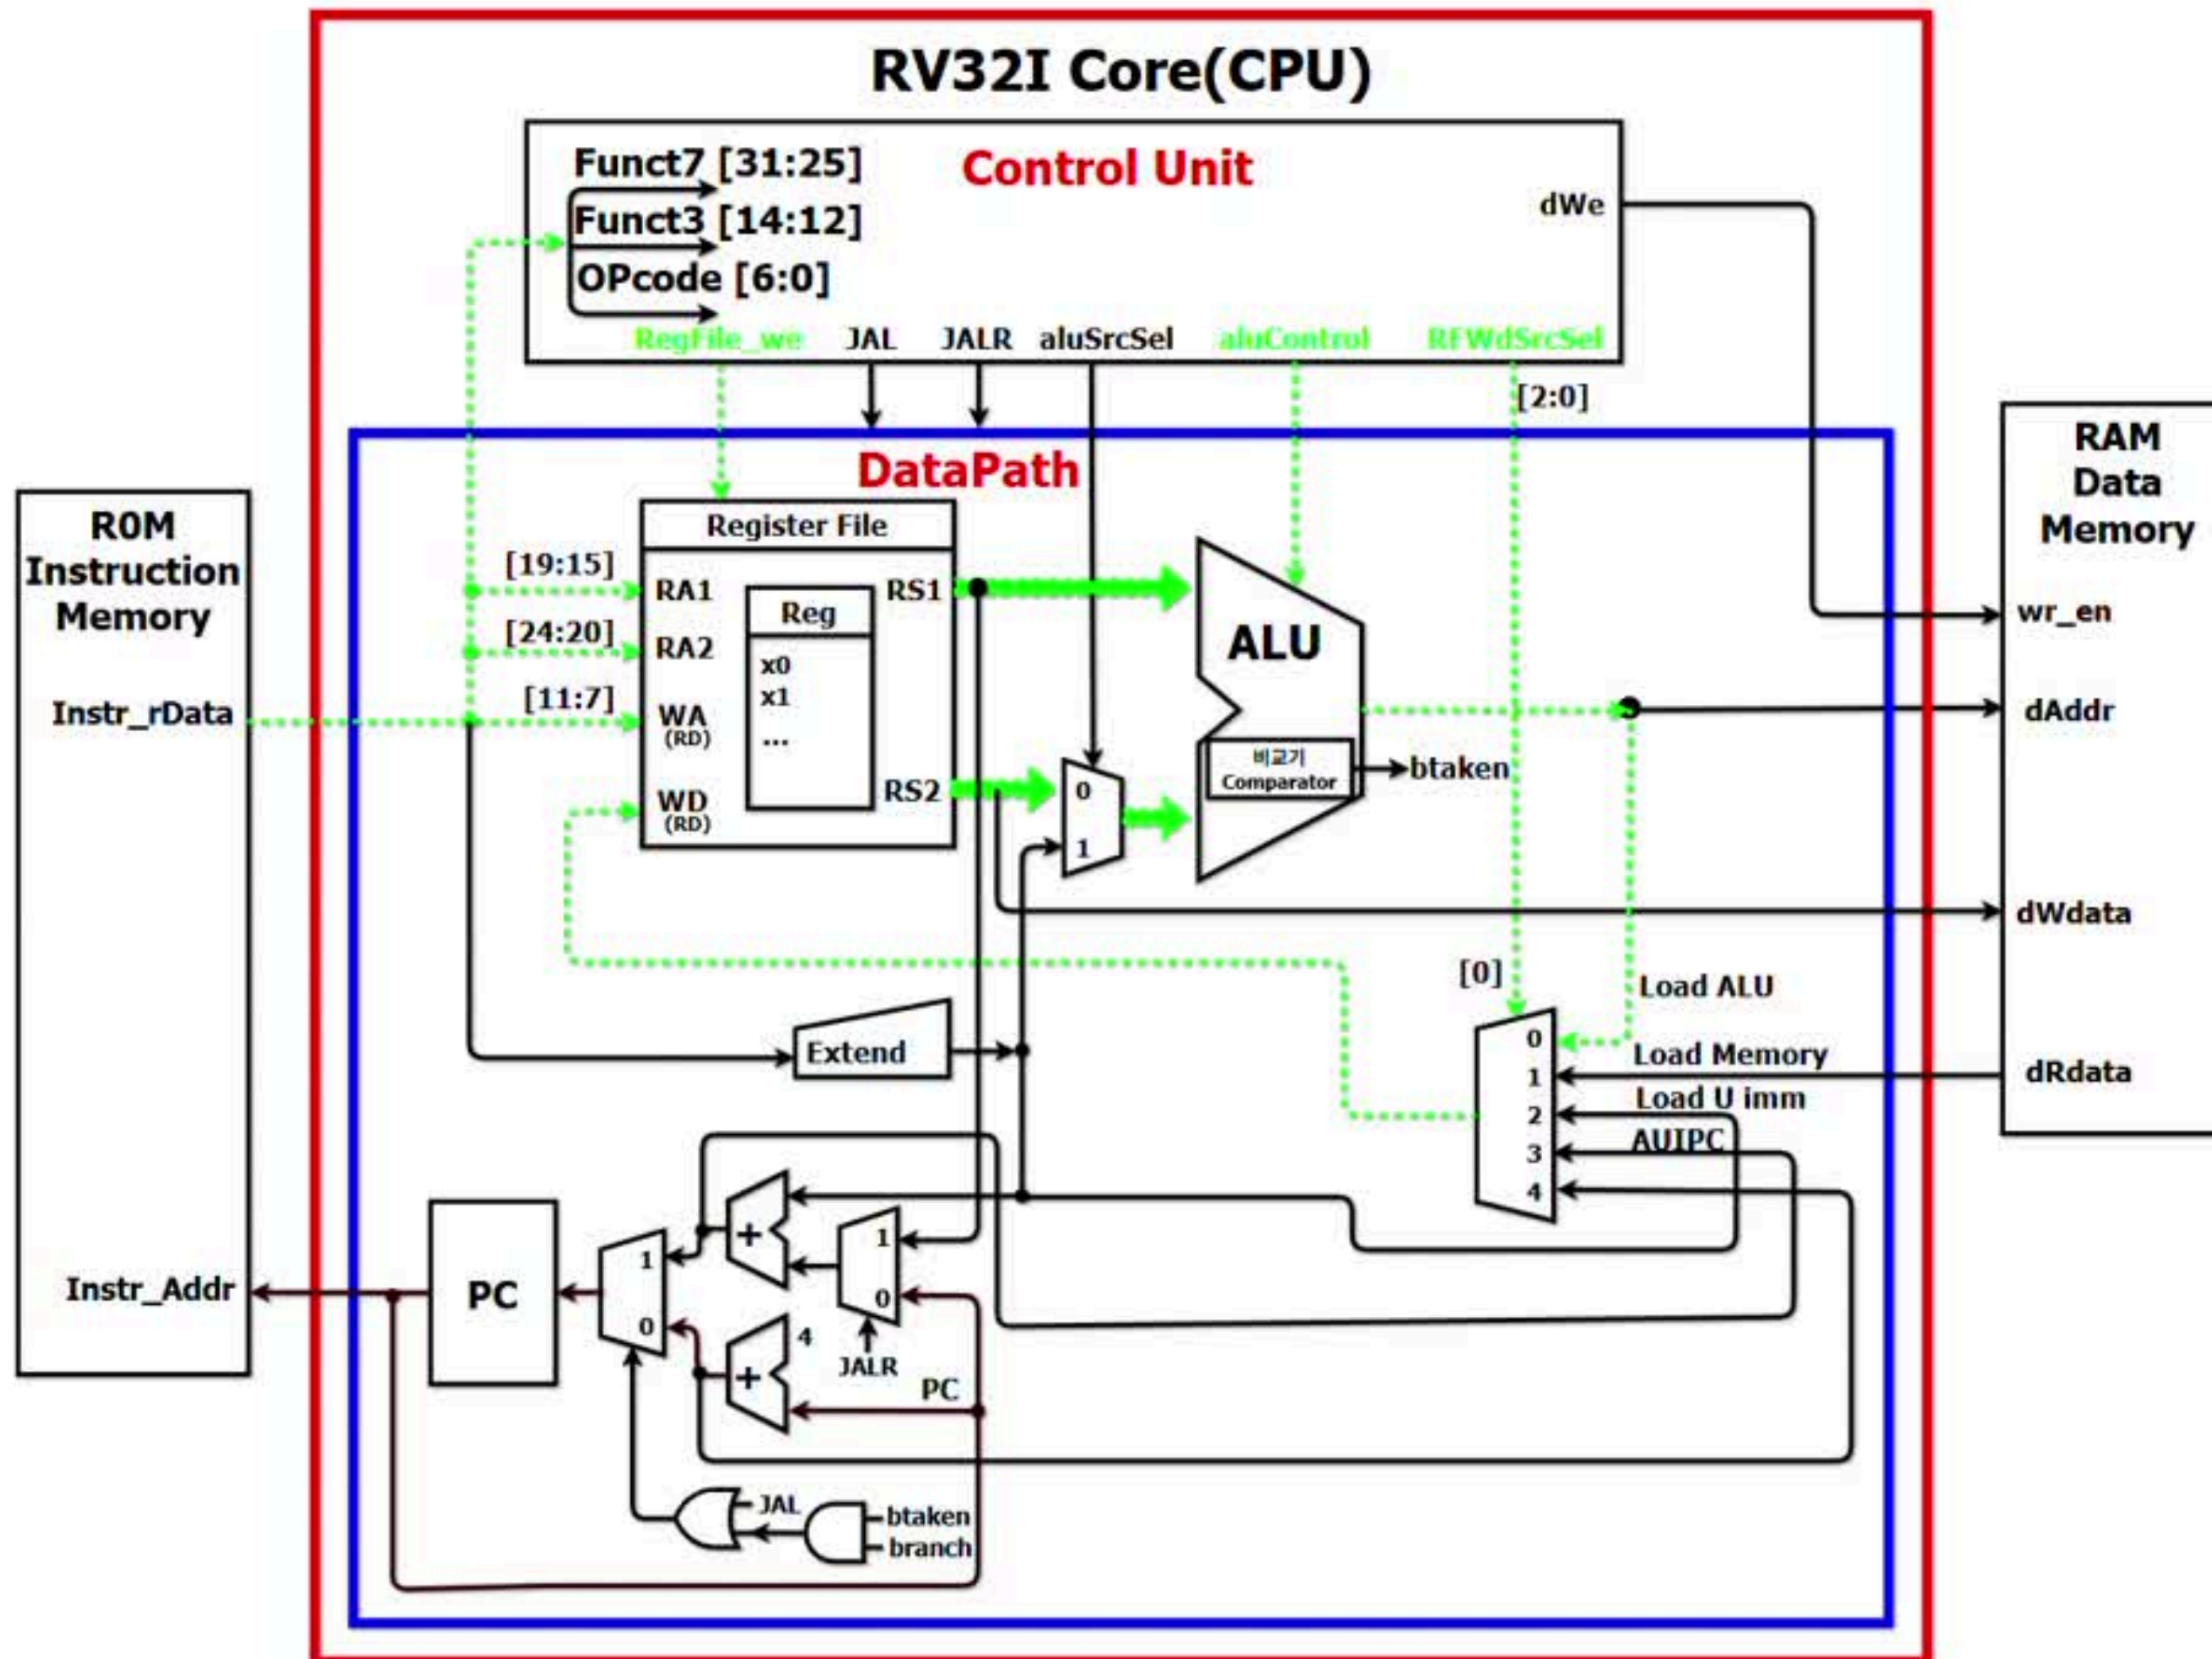 RV32I Core(CPU)
Control Unit
Funct7 [31:25]
Funct3 [14:12]
OPcode [6:0]
dWe
RegFile_we
JAL
JALR
aluSrcSel
aluControl
RFWdSrcSel
[2:0]
DataPath
R0M
Instruction
Memory
Instr_rData
Instr_Addr
Register File
[19:15]
RA1
[24:20]
RA2
[11:7]
WA
(RD)
WD
(RD)
Reg
x0
x1
...
RS1
RS2
0
1
ALU
비교기
Comparator
btaken
RAM
Data
Memory
wr_en
dAddr
dWdata
dRdata
[0]
Load ALU
Load Memory
Load U imm
AUIPC
0
1
2
3
4
Extend
PC
1
0
+
+
4
1
0
JALR
PC
JAL
btaken
branch